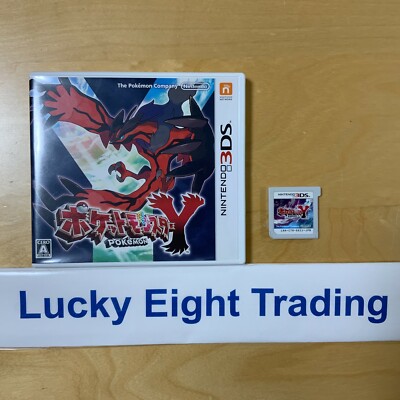 The Pokémon Company
Nintendo
NINTENDO 3DS
ポケットモンスター Y
POKÉMON
CERO
A
NINTENDO 3DS
Lucky Eight Trading